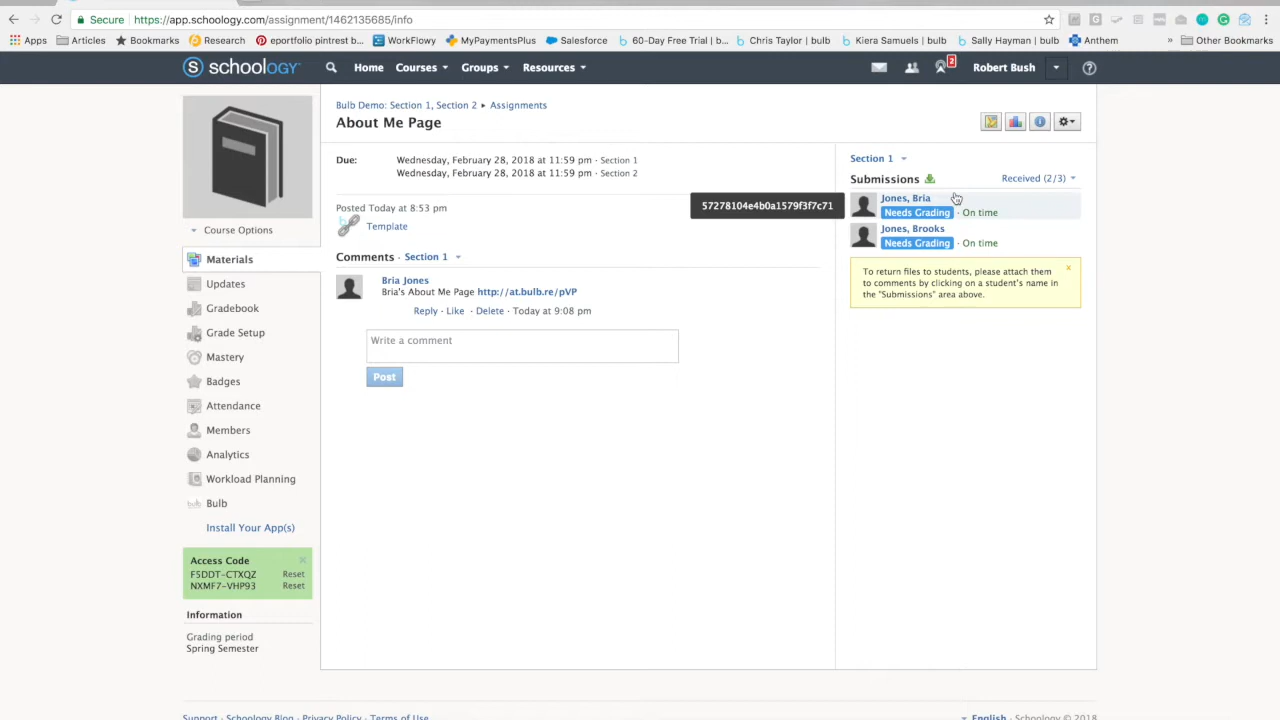 Secure https://app.schoology.com/assignment/1462135685/info
Apps Articles Bookmarks Research eportfolio pintrest b... WorkFlowy MyPaymentsPlus Salesforce 60-Day Free Trial | b... Chris Taylor | bulb Kiera Samuels | bulb Sally Hayman | bulb Anthem » Other Bookmarks
S schoology Home Courses Groups Resources 2 Robert Bush
Bulb Demo: Section 1, Section 2 ▸ Assignments
About Me Page
Due: Wednesday, February 28, 2018 at 11:59 pm · Section 1
Wednesday, February 28, 2018 at 11:59 pm · Section 2
Posted Today at 8:53 pm
Template
Comments · Section 1
Bria Jones
Bria's About Me Page http://at.bulb.re/pVP
Reply · Like · Delete · Today at 9:08 pm
Write a comment
Post
Section 1
Submissions Received (2/3)
57278104e4b0a1579f3f7c71
Jones, Bria
Needs Grading · On time
Jones, Brooks
Needs Grading · On time
To return files to students, please attach them
to comments by clicking on a student's name in
the "Submissions" area above.
x
Course Options
Materials
Updates
Gradebook
Grade Setup
Mastery
Badges
Attendance
Members
Analytics
Workload Planning
bulb Bulb
Install Your App(s)
Access Code
F5DDT-CTXQZ Reset
NXMF7-VHP93 Reset
Information
Grading period
Spring Semester
Support · Schoology Blog · Privacy Policy · Terms of Use
English · Schoology © 2018